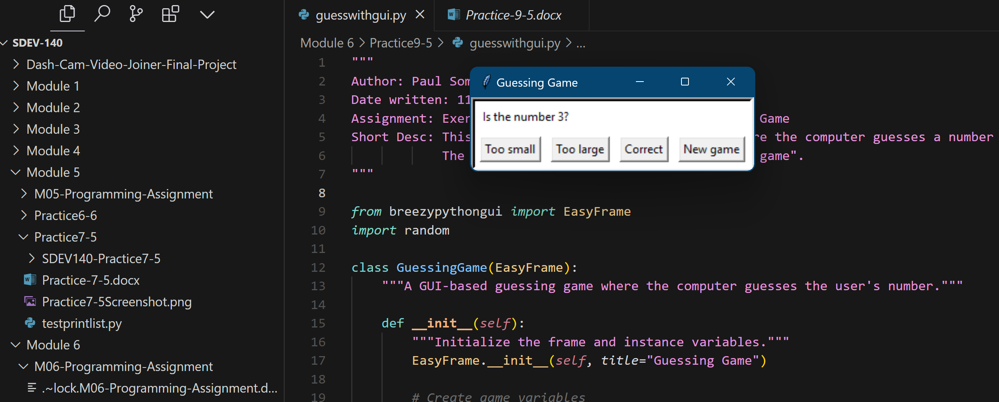 SDEV-140
Dash-Cam-Video-Joiner-Final-Project
Module 1
Module 2
Module 3
Module 4
Module 5
M05-Programming-Assignment
Practice6-6
Practice7-5
SDEV140-Practice7-5
Practice-7-5.docx
Practice7-5Screenshot.png
testprintlist.py
Module 6
M06-Programming-Assignment
.~lock.M06-Programming-Assignment.d...
guesswithgui.py
Practice-9-5.docx
Module 6 > Practice9-5 > guesswithgui.py > ...
1 """
2 Author: Paul Som
3 Date written: 11
4 Assignment: Exer Game
5 Short Desc: This re the computer guesses a number
6 The game".
7 """
8
9 from breezypythongui import EasyFrame
10 import random
11
12 class GuessingGame(EasyFrame):
13 """A GUI-based guessing game where the computer guesses the user's number."""
14
15 def __init__(self):
16 """Initialize the frame and instance variables."""
17 EasyFrame.__init__(self, title="Guessing Game")
18
19 # Create game variables
Guessing Game
Is the number 3?
Too small Too large Correct New game